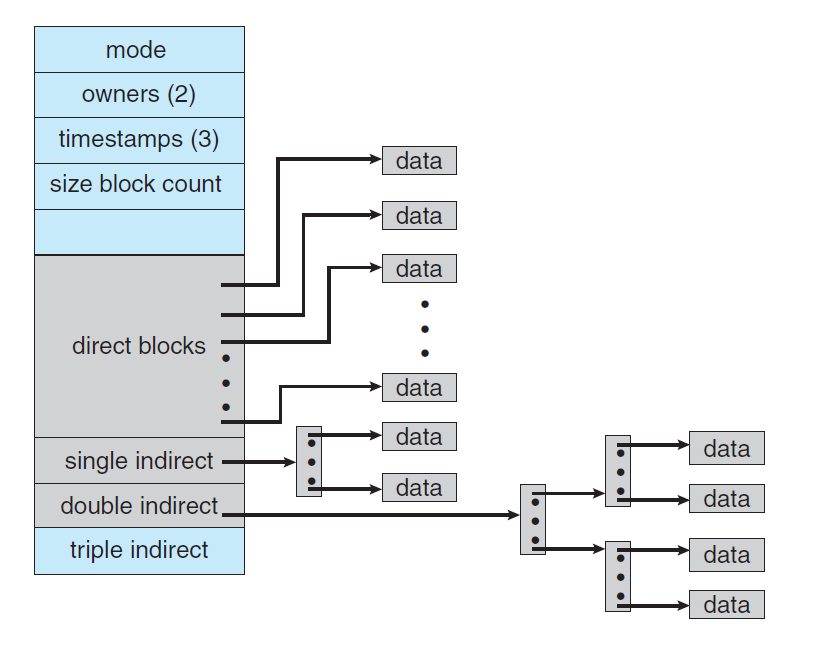 mode
owners (2)
timestamps (3)
size block count
direct blocks
single indirect
double indirect
triple indirect
data
data
data
data
data
data
data
data
data
data